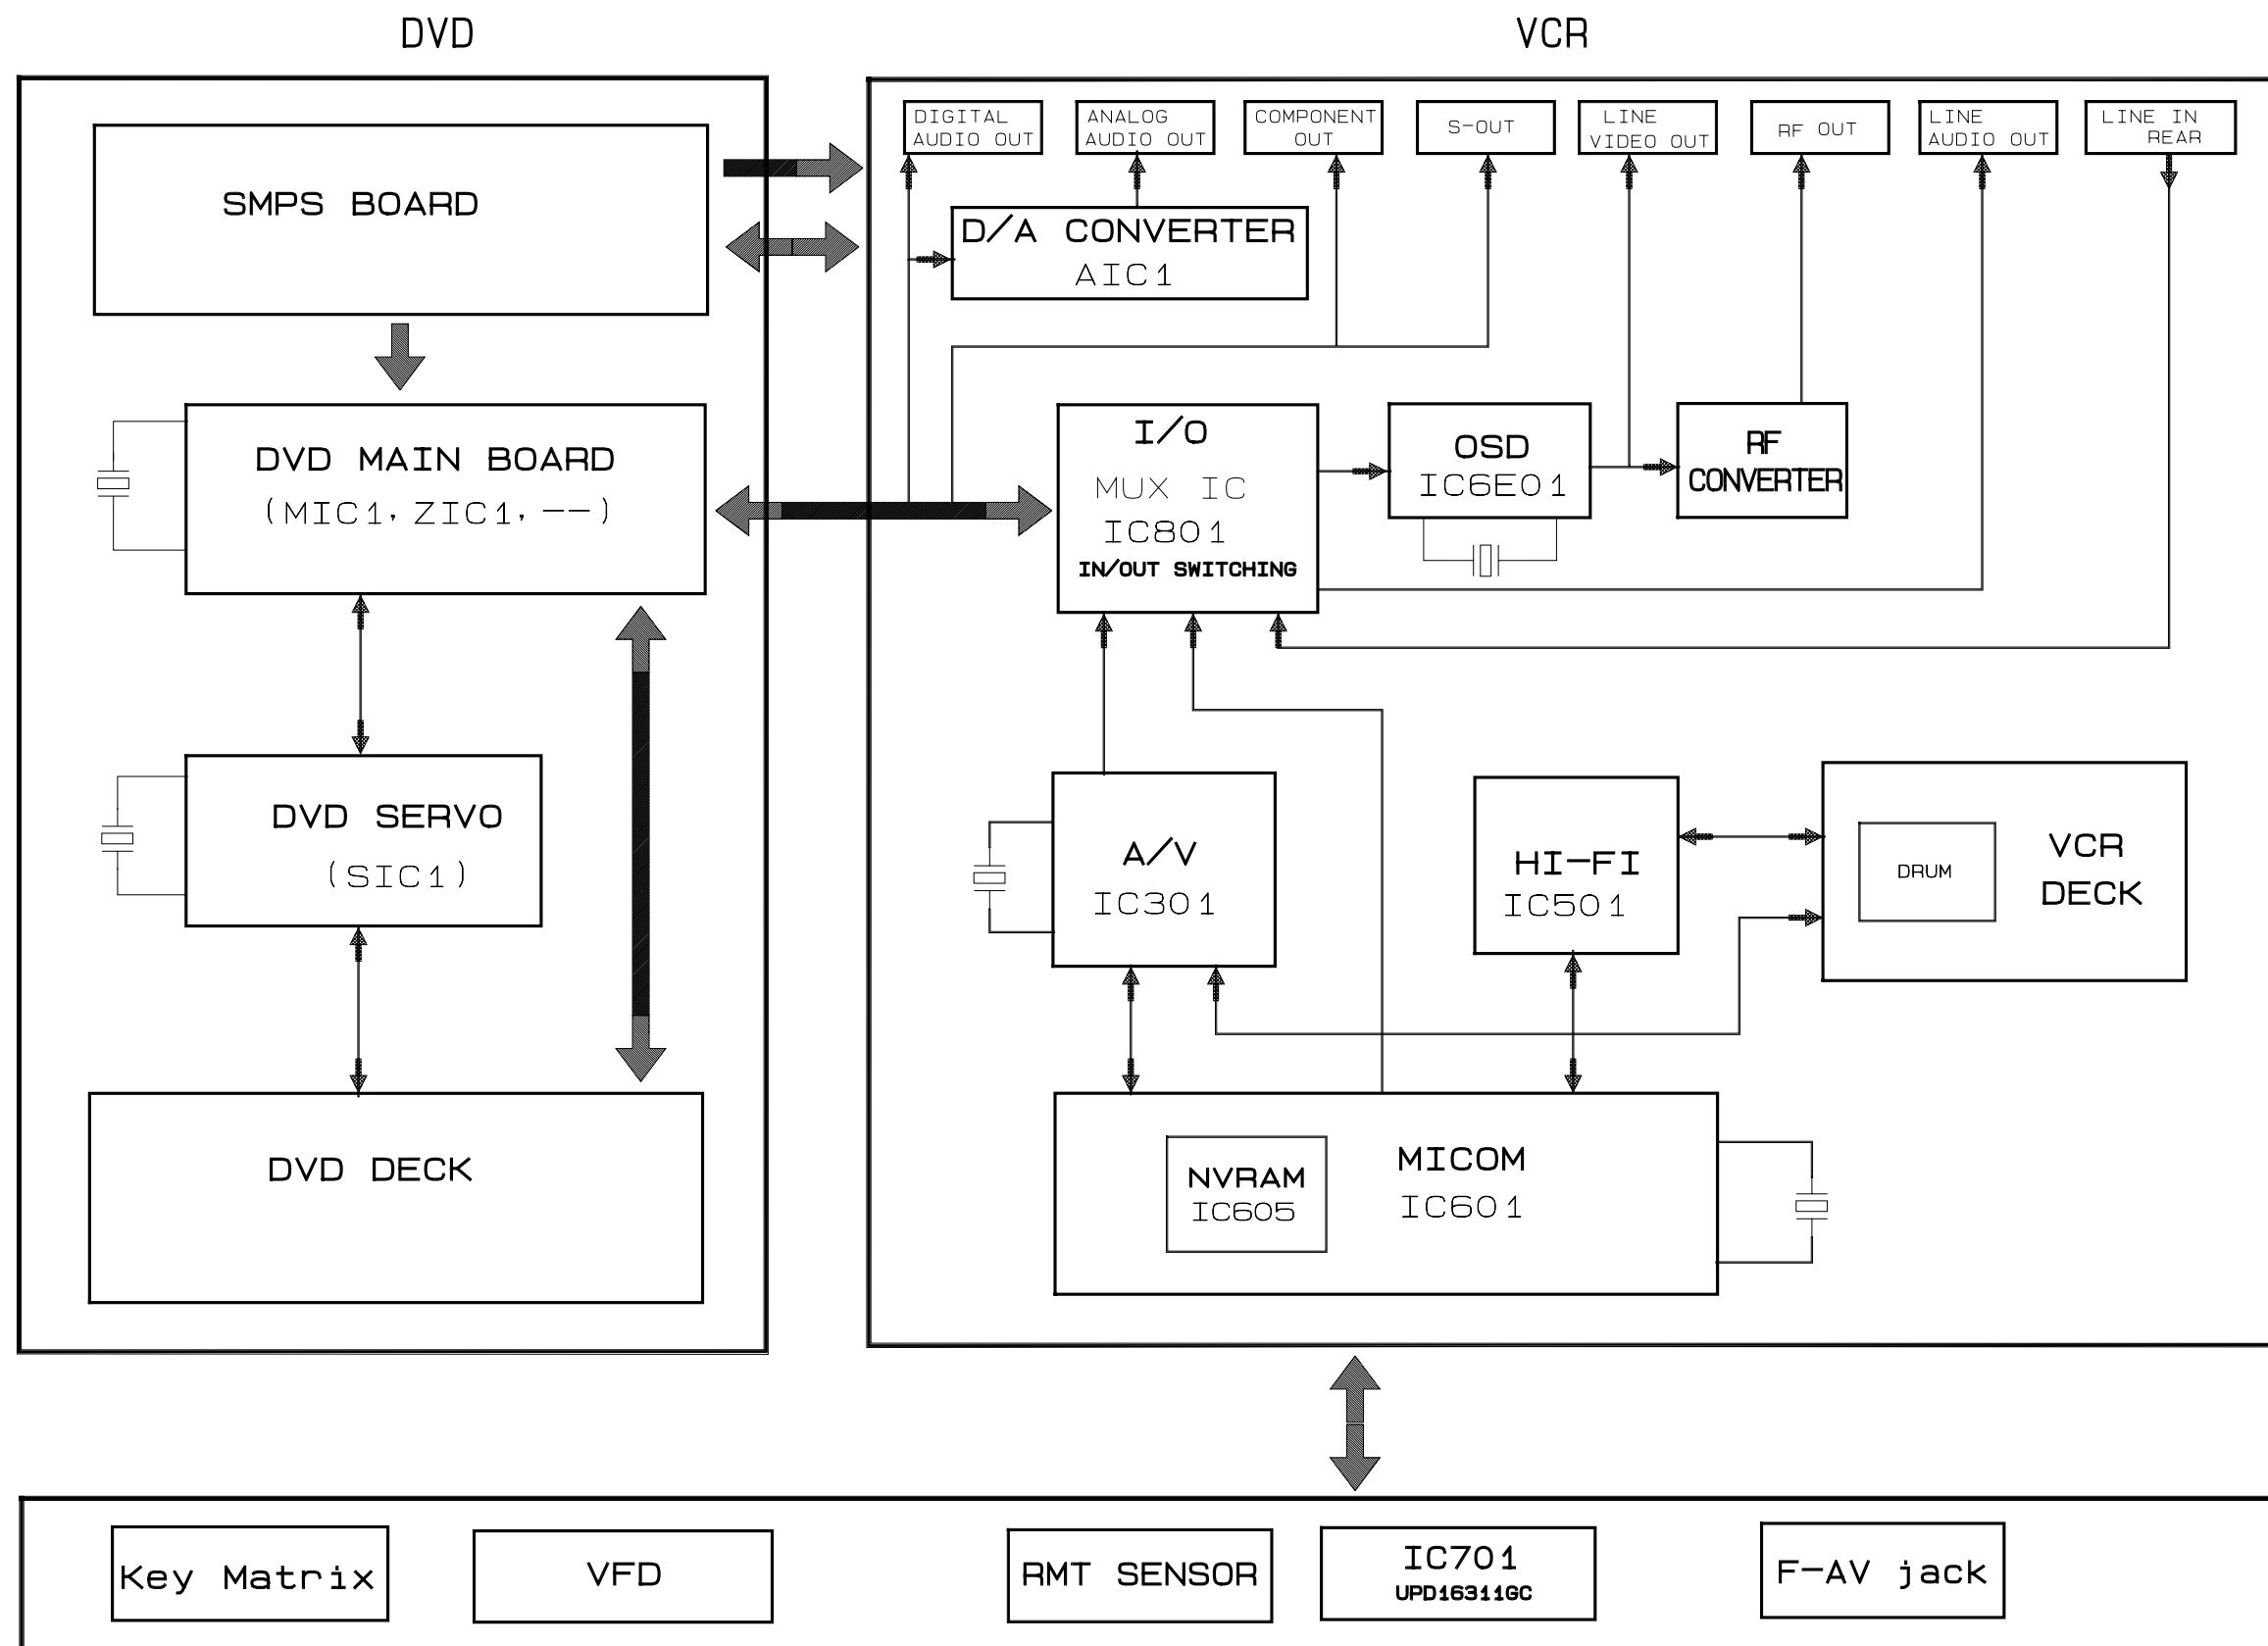 DVD
VCR
SMPS BOARD
DVD MAIN BOARD
(MIC1, ZIC1, --)
DVD SERVO
(SIC1)
DVD DECK
DIGITAL
AUDIO OUT
ANALOG
AUDIO OUT
COMPONENT
OUT
S-OUT
LINE
VIDEO OUT
RF OUT
LINE
AUDIO OUT
LINE IN
REAR
D/A CONVERTER
AIC1
I/O
MUX IC
IC801
IN/OUT SWITCHING
OSD
IC6E01
RF
CONVERTER
A/V
IC301
HI-FI
IC501
DRUM
VCR
DECK
NVRAM
IC605
MICOM
IC601
Key Matrix
VFD
RMT SENSOR
IC701
UPD16311GC
F-AV jack